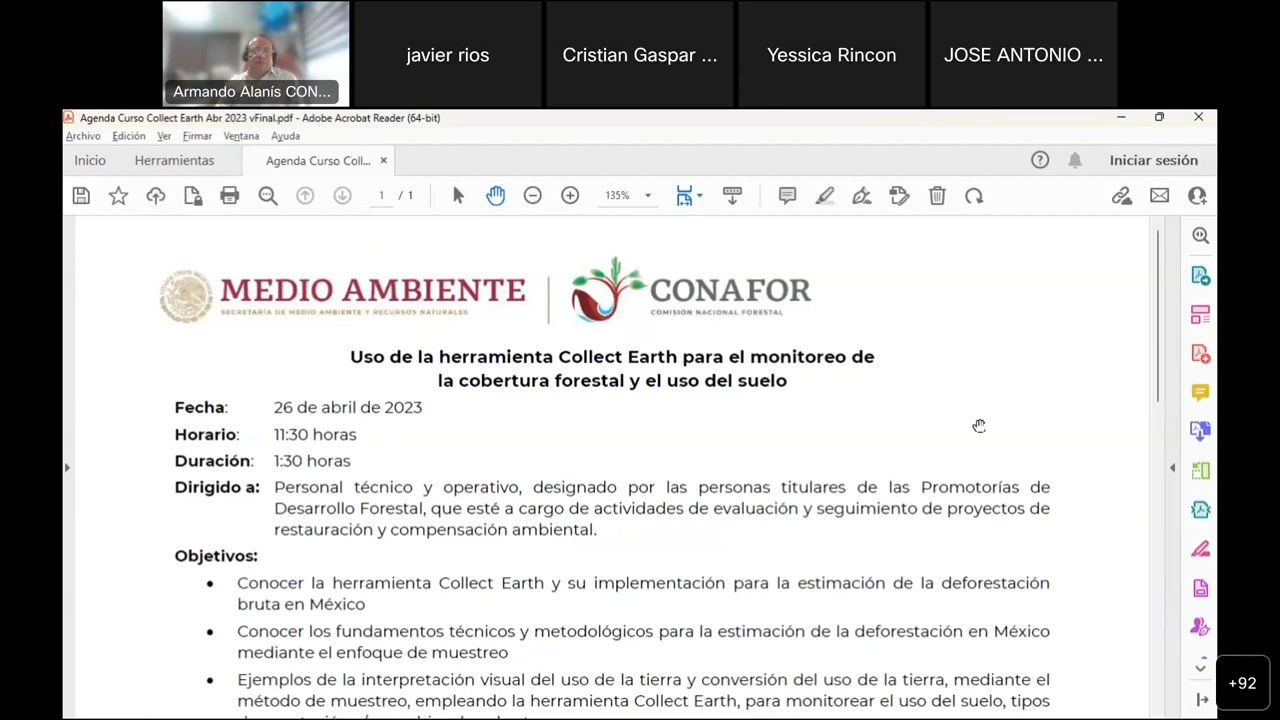 Armando Alanís CON...
javier rios
Cristian Gaspar ...
Yessica Rincon
JOSE ANTONIO ...
Agenda Curso Collect Earth Abr 2023 vFinal.pdf - Adobe Acrobat Reader (64-bit)
Archivo Edición Ver Firmar Ventana Ayuda
Inicio Herramientas Agenda Curso Coll... Iniciar sesión
1 / 1 135%
MEDIO AMBIENTE
SECRETARÍA DE MEDIO AMBIENTE Y RECURSOS NATURALES
CONAFOR
COMISIÓN NACIONAL FORESTAL
Uso de la herramienta Collect Earth para el monitoreo de
la cobertura forestal y el uso del suelo
Fecha: 26 de abril de 2023
Horario: 11:30 horas
Duración: 1:30 horas
Dirigido a: Personal técnico y operativo, designado por las personas titulares de las Promotorías de
Desarrollo Forestal, que esté a cargo de actividades de evaluación y seguimiento de proyectos de
restauración y compensación ambiental.
Objetivos:
• Conocer la herramienta Collect Earth y su implementación para la estimación de la deforestación
bruta en México
• Conocer los fundamentos técnicos y metodológicos para la estimación de la deforestación en México
mediante el enfoque de muestreo
• Ejemplos de la interpretación visual del uso de la tierra y conversión del uso de la tierra, mediante el
método de muestreo, empleando la herramienta Collect Earth, para monitorear el uso del suelo, tipos
+92